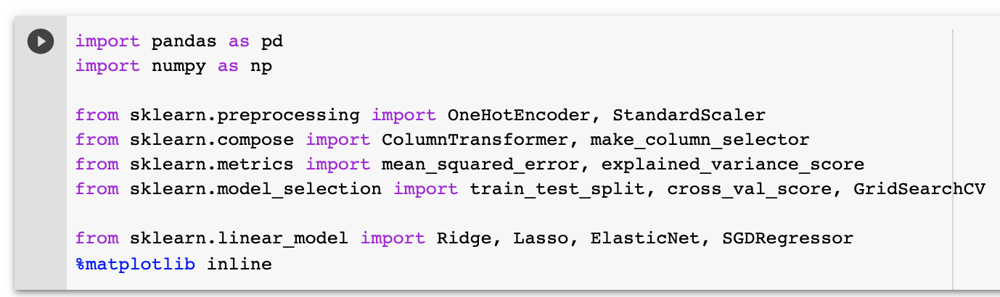 import pandas as pd
import numpy as np
from sklearn.preprocessing import OneHotEncoder, StandardScaler
from sklearn.compose import ColumnTransformer, make_column_selector
from sklearn.metrics import mean_squared_error, explained_variance_score
from sklearn.model_selection import train_test_split, cross_val_score, GridSearchCV
from sklearn.linear_model import Ridge, Lasso, ElasticNet, SGDRegressor
%matplotlib inline